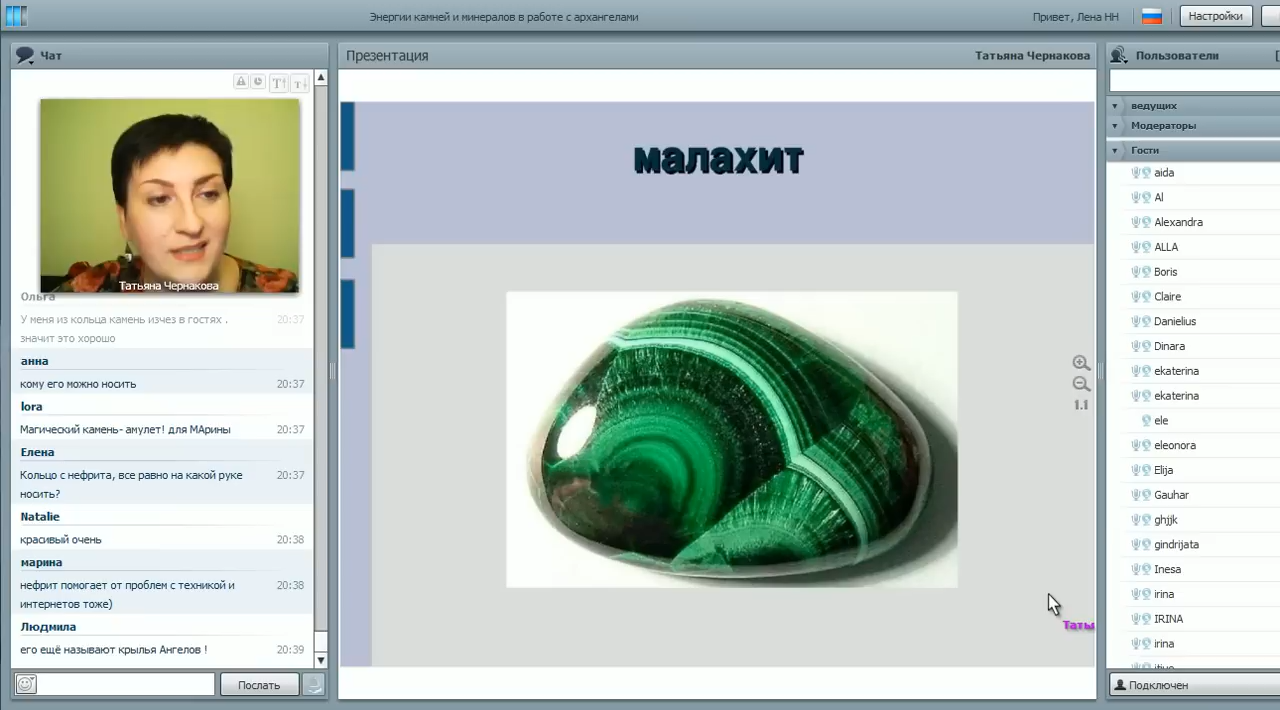 Энергии камней и минералов в работе с архангелами
Привет, Лена НН
Настройки
Чат
Татьяна Чернакова
Ольга
У меня из кольца камень изчез в гостях .
20:37
значит это хорошо
анна
кому его можно носить
20:37
lora
Магический камень- амулет! для МАрины
20:37
Елена
Кольцо с нефрита, все равно на какой руке
20:37
носить?
Natalie
красивый очень
20:38
марина
нефрит помогает от проблем с техникой и
20:38
интернетов тоже)
Людмила
его ещё называют крылья Ангелов !
20:39
Послать
Презентация
Татьяна Чернакова
малахит
1.1
Таты
Пользователи
ведущих
Модераторы
Гости
aida
Al
Alexandra
ALLA
Boris
Claire
Danielius
Dinara
ekaterina
ekaterina
ele
eleonora
Elija
Gauhar
ghjjk
gindrijata
Inesa
irina
IRINA
irina
Подключен